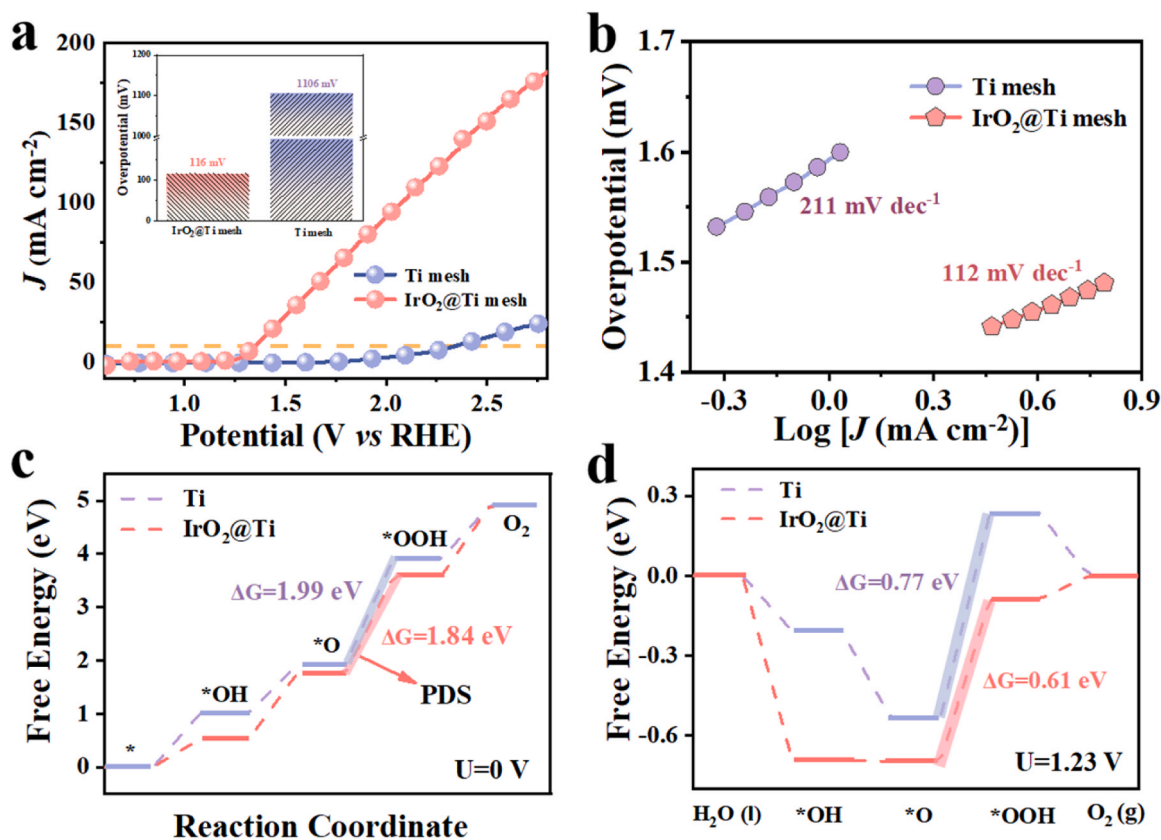 a
200
150
100
50
0
J (mA cm-2)
1.0
1.5
2.0
2.5
Potential (V vs RHE)
1200
1100
1000
100
0
Overpotential (mV)
1106 mV
116 mV
IrO2@Ti mesh
Ti mesh
Ti mesh
IrO2@Ti mesh
b
1.7
1.6
1.5
1.4
Overpotential (mV)
Ti mesh
IrO2@Ti mesh
211 mV dec-1
112 mV dec-1
-0.3
0.0
0.3
0.6
0.9
Log [J (mA cm-2)]
c
5
4
3
2
1
0
Free Energy (eV)
Ti
IrO2@Ti
*
*OH
*O
*OOH
O2
ΔG=1.99 eV
ΔG=1.84 eV
PDS
U=0 V
Reaction Coordinate
d
0.3
0.0
-0.3
-0.6
Free Energy (eV)
Ti
IrO2@Ti
ΔG=0.77 eV
ΔG=0.61 eV
U=1.23 V
H2O (l)
*OH
*O
*OOH
O2 (g)